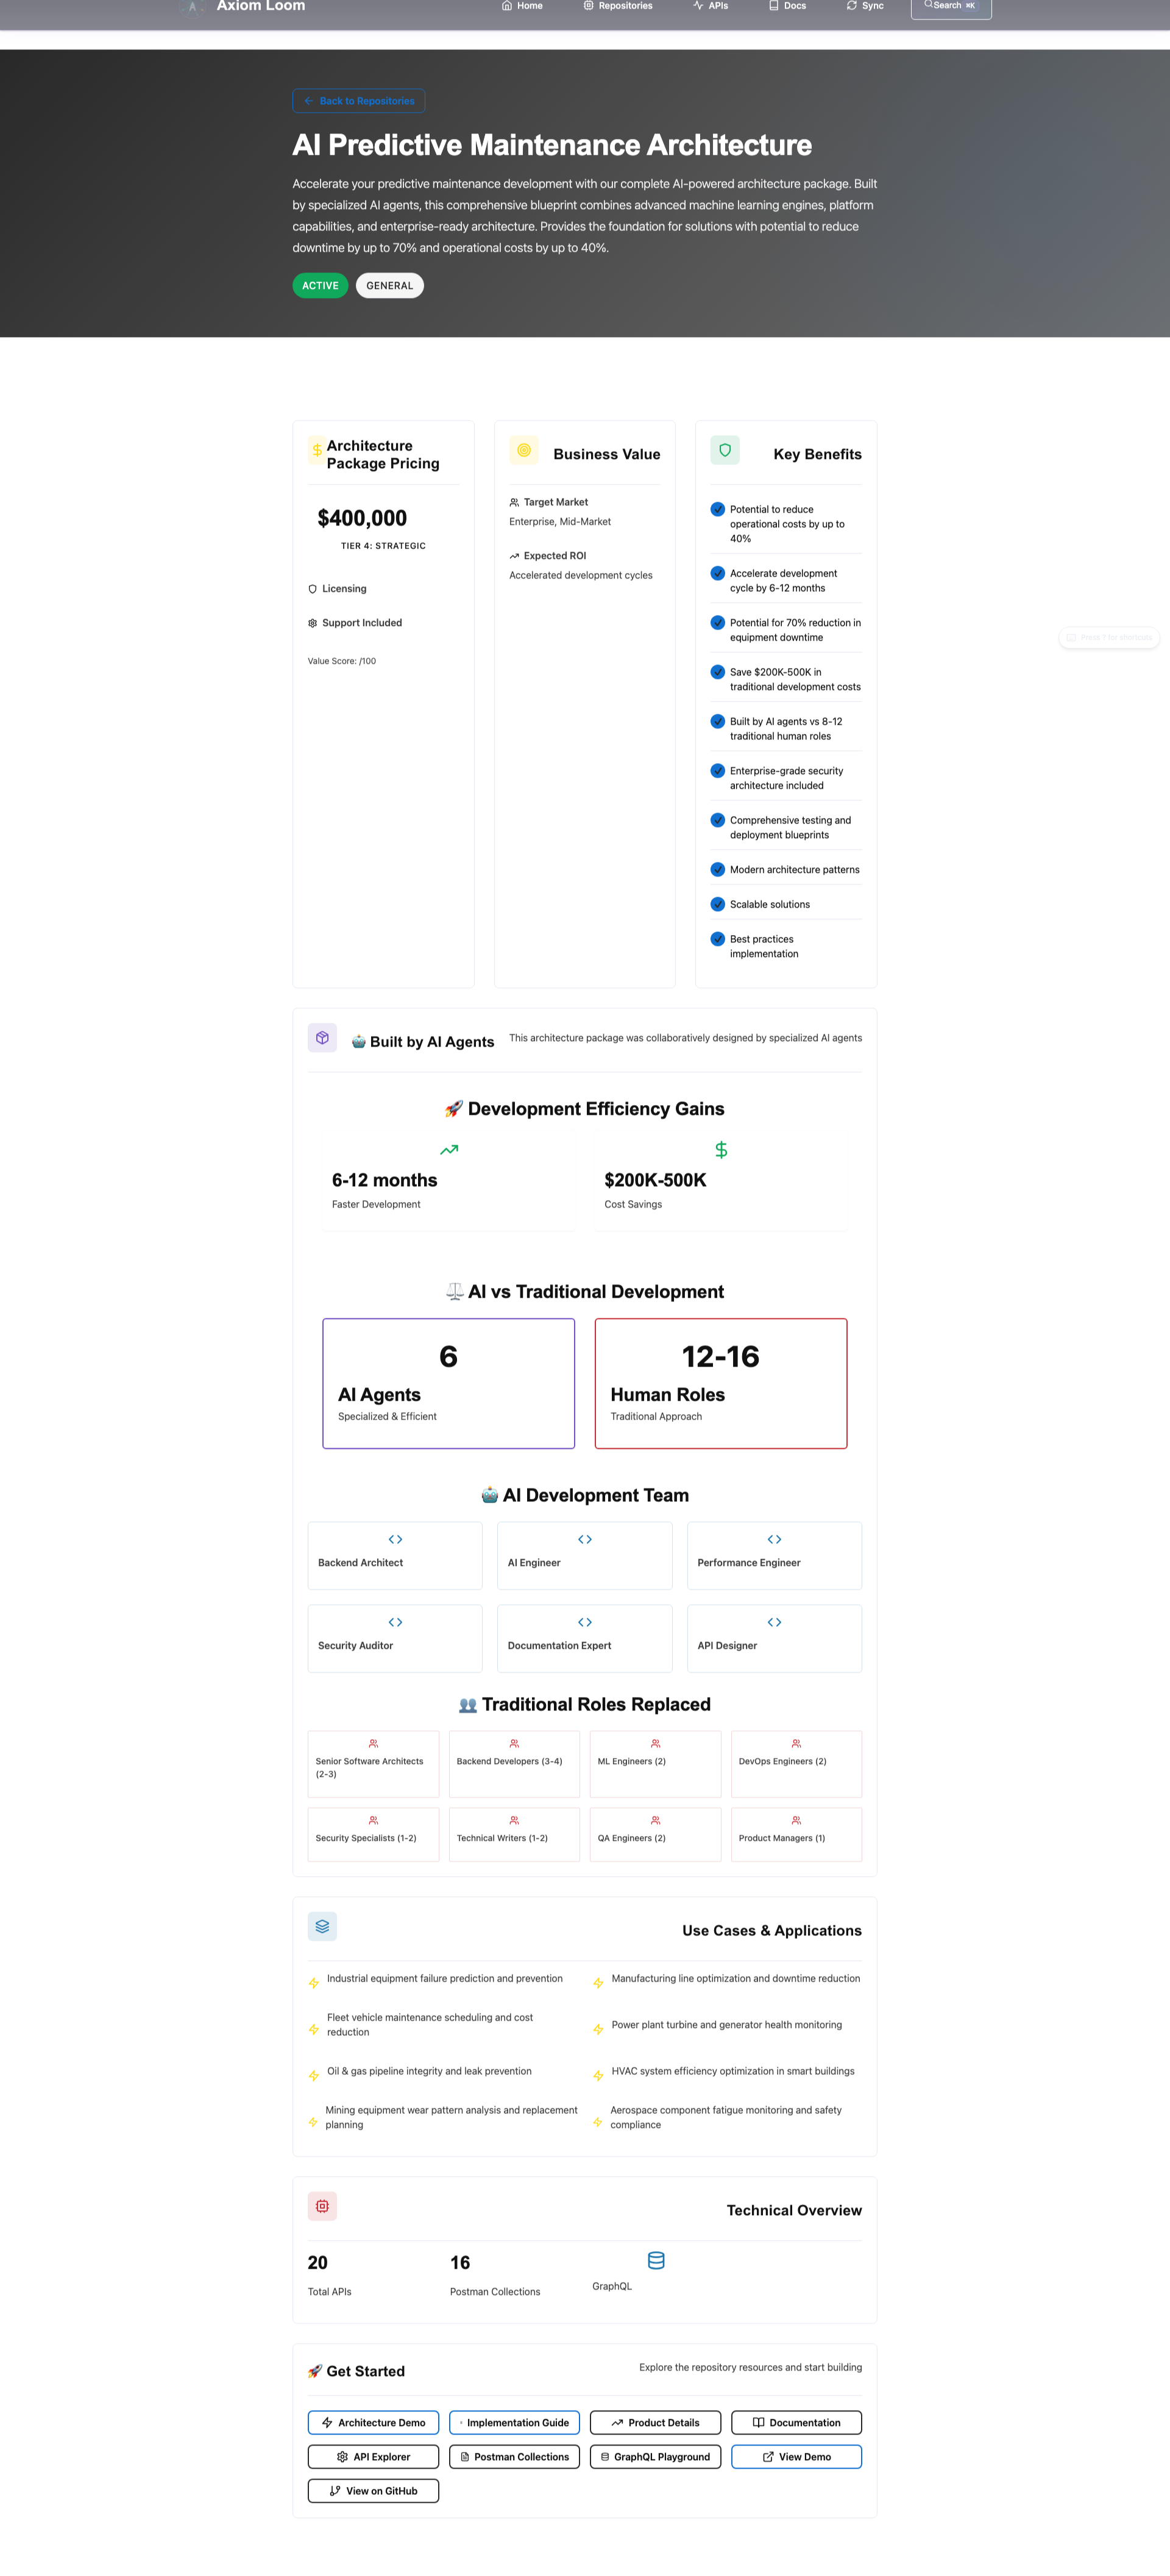 Axiom Loom
Home
Repositories
APIs
Docs
Sync
Search ⌘K
Back to Repositories
AI Predictive Maintenance Architecture
Accelerate your predictive maintenance development with our complete AI-powered architecture package. Built
by specialized AI agents, this comprehensive blueprint combines advanced machine learning engines, platform
capabilities, and enterprise-ready architecture. Provides the foundation for solutions with potential to reduce
downtime by up to 70% and operational costs by up to 40%.
ACTIVE
GENERAL
Architecture
Package Pricing
$400,000
TIER 4: STRATEGIC
Licensing
Support Included
Value Score: /100
Business Value
Target Market
Enterprise, Mid-Market
Expected ROI
Accelerated development cycles
Key Benefits
Potential to reduce
operational costs by up to
40%
Accelerate development
cycle by 6-12 months
Potential for 70% reduction in
equipment downtime
Save $200K-500K in
traditional development costs
Built by AI agents vs 8-12
traditional human roles
Enterprise-grade security
architecture included
Comprehensive testing and
deployment blueprints
Modern architecture patterns
Scalable solutions
Best practices
implementation
Press ? for shortcuts
🤖 Built by AI Agents
This architecture package was collaboratively designed by specialized AI agents
🚀 Development Efficiency Gains
6-12 months
Faster Development
$200K-500K
Cost Savings
⚖️ AI vs Traditional Development
6
AI Agents
Specialized & Efficient
12-16
Human Roles
Traditional Approach
🤖 AI Development Team
Backend Architect
AI Engineer
Performance Engineer
Security Auditor
Documentation Expert
API Designer
👥 Traditional Roles Replaced
Senior Software Architects
(2-3)
Backend Developers (3-4)
ML Engineers (2)
DevOps Engineers (2)
Security Specialists (1-2)
Technical Writers (1-2)
QA Engineers (2)
Product Managers (1)
Use Cases & Applications
Industrial equipment failure prediction and prevention
Manufacturing line optimization and downtime reduction
Fleet vehicle maintenance scheduling and cost
reduction
Power plant turbine and generator health monitoring
Oil & gas pipeline integrity and leak prevention
HVAC system efficiency optimization in smart buildings
Mining equipment wear pattern analysis and replacement
planning
Aerospace component fatigue monitoring and safety
compliance
Technical Overview
20
Total APIs
16
Postman Collections
GraphQL
🚀 Get Started
Explore the repository resources and start building
Architecture Demo
Implementation Guide
Product Details
Documentation
API Explorer
Postman Collections
GraphQL Playground
View Demo
View on GitHub